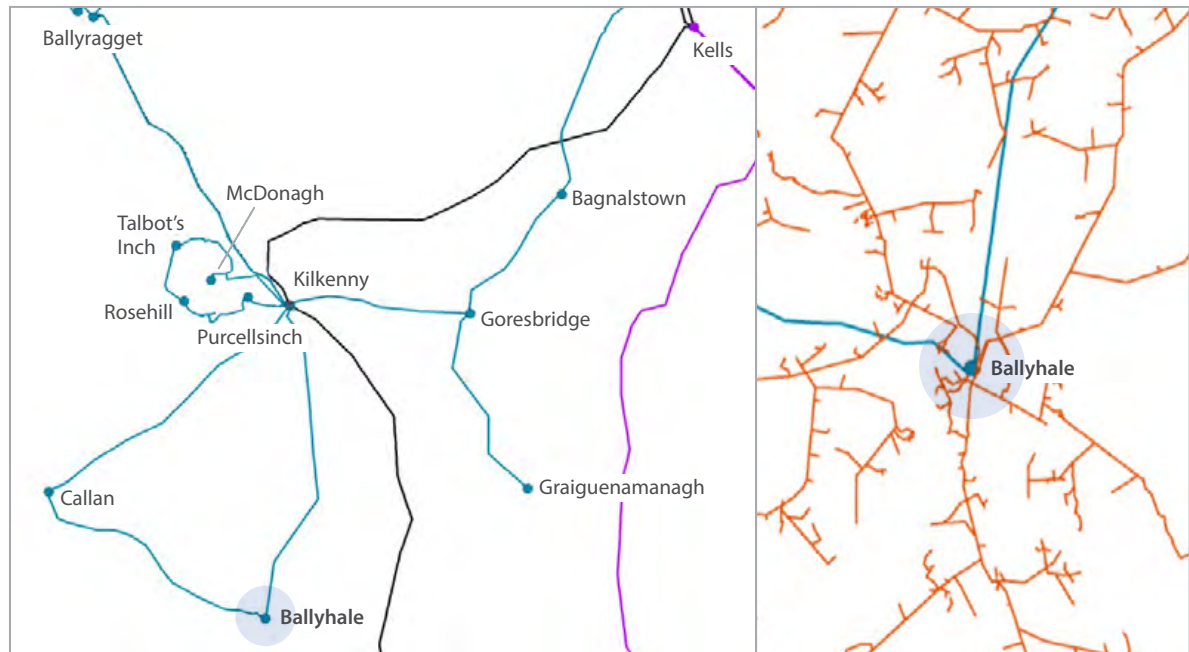 Ballyragget
Kells
McDonagh
Bagnalstown
Talbot's
Inch
Kilkenny
Rosehill
Goresbridge
Purcellsinch
Callan
Graiguenamanagh
Ballyhale
Ballyhale